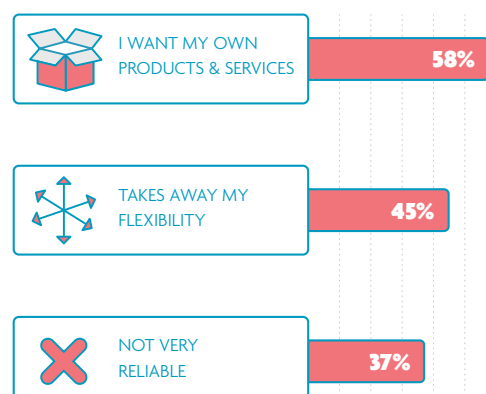 I WANT MY OWN
PRODUCTS & SERVICES
58%
TAKES AWAY MY
FLEXIBILITY
45%
NOT VERY
RELIABLE
37%